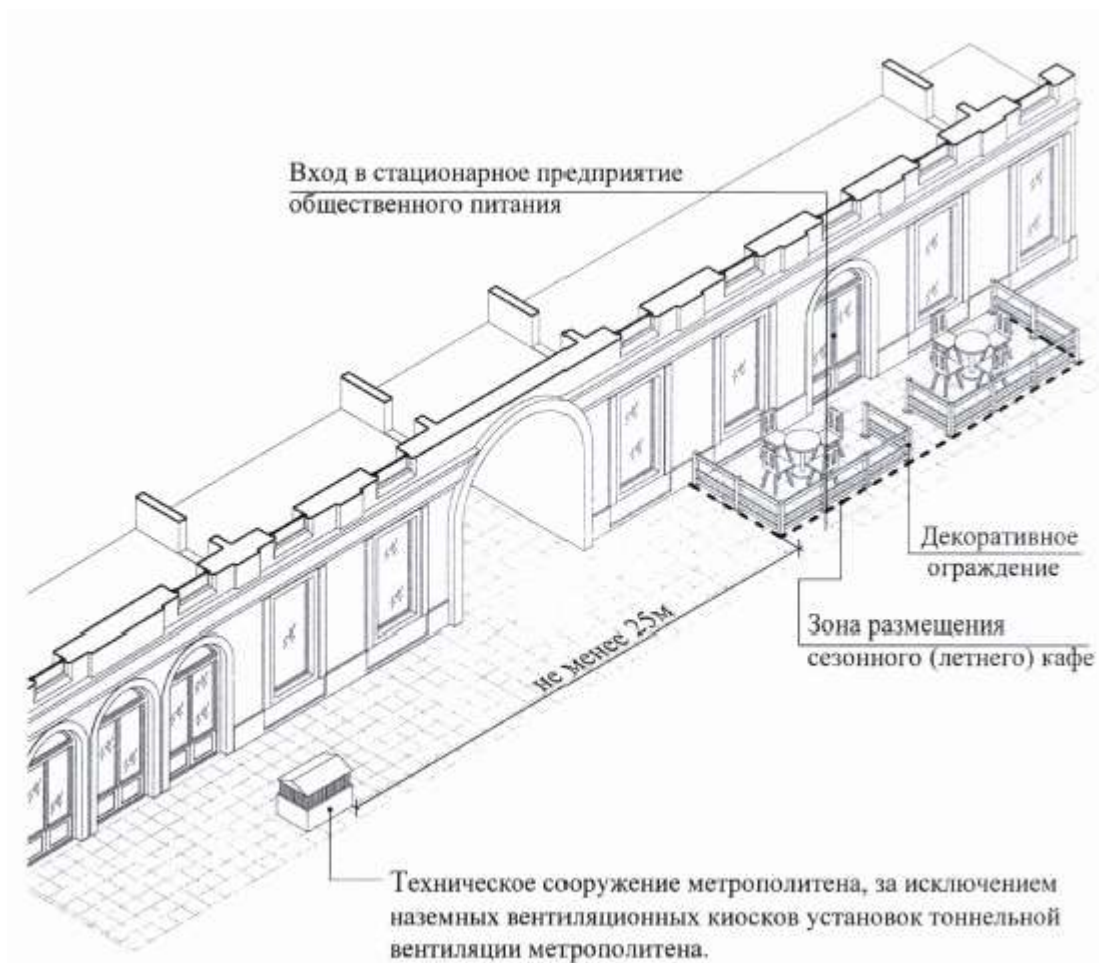 Вход в стационарное предприятие
общественного питания
Декоративное
ограждение
Зона размещения
сезонного (летнего) кафе
не менее 25м
Техническое сооружение метрополитена, за исключением
наземных вентиляционных киосков установок тоннельной
вентиляции метрополитена.